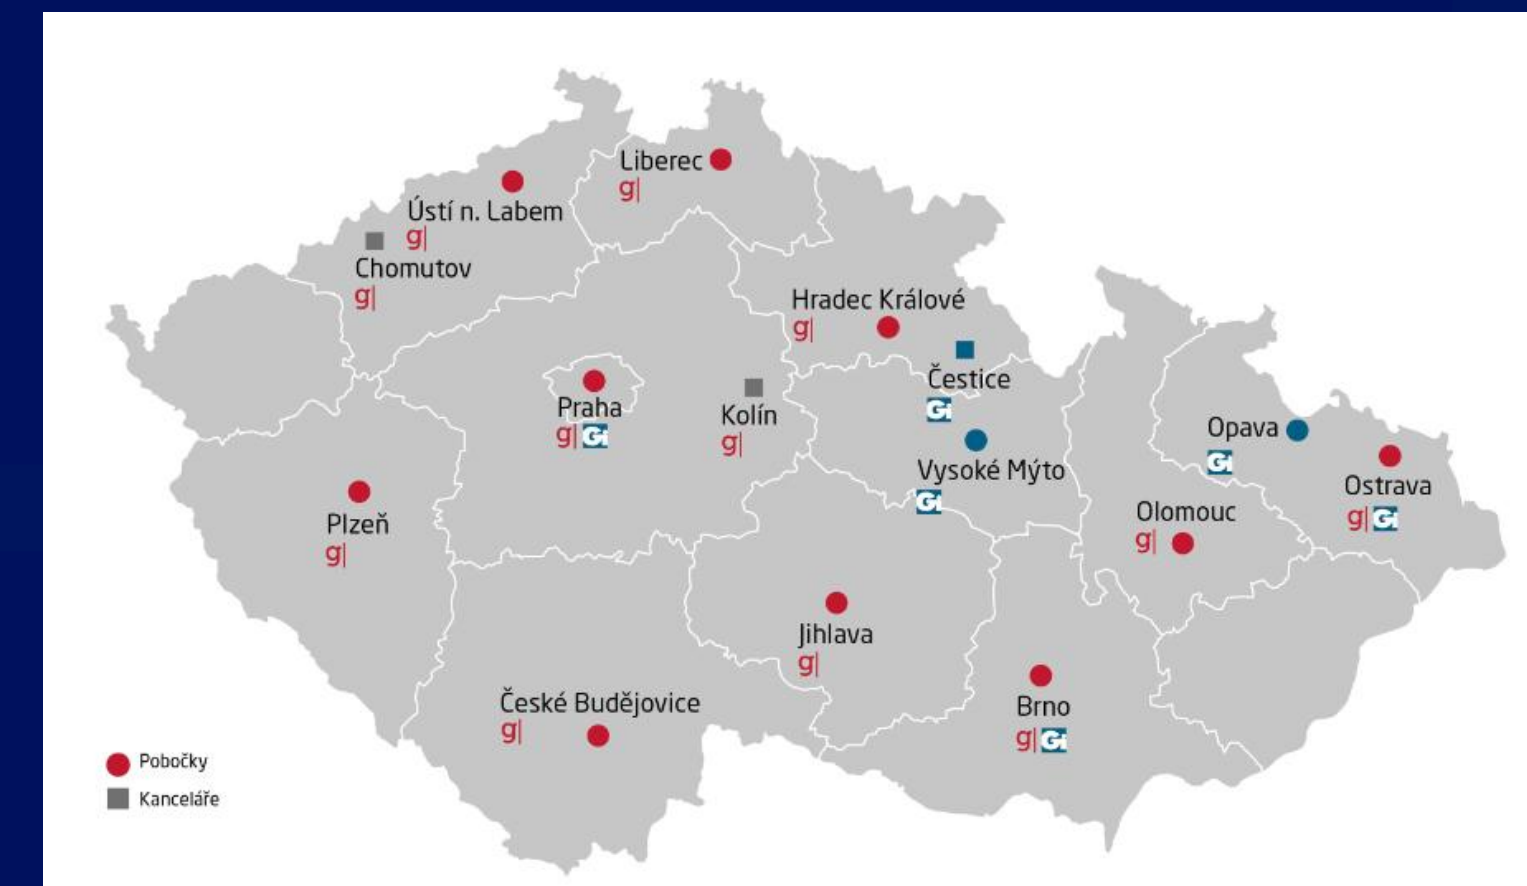 Liberec
g|
Ústí n. Labem
g|
Chomutov
g|
Hradec Králové
g|
Čestice
Gi
Praha
g| Gi
Kolín
g|
Vysoké Mýto
Gi
Opava
Gi
Ostrava
g| Gi
Olomouc
g|
Plzeň
g|
Jihlava
g|
České Budějovice
g|
Brno
g| Gi
Pobočky
Kanceláře